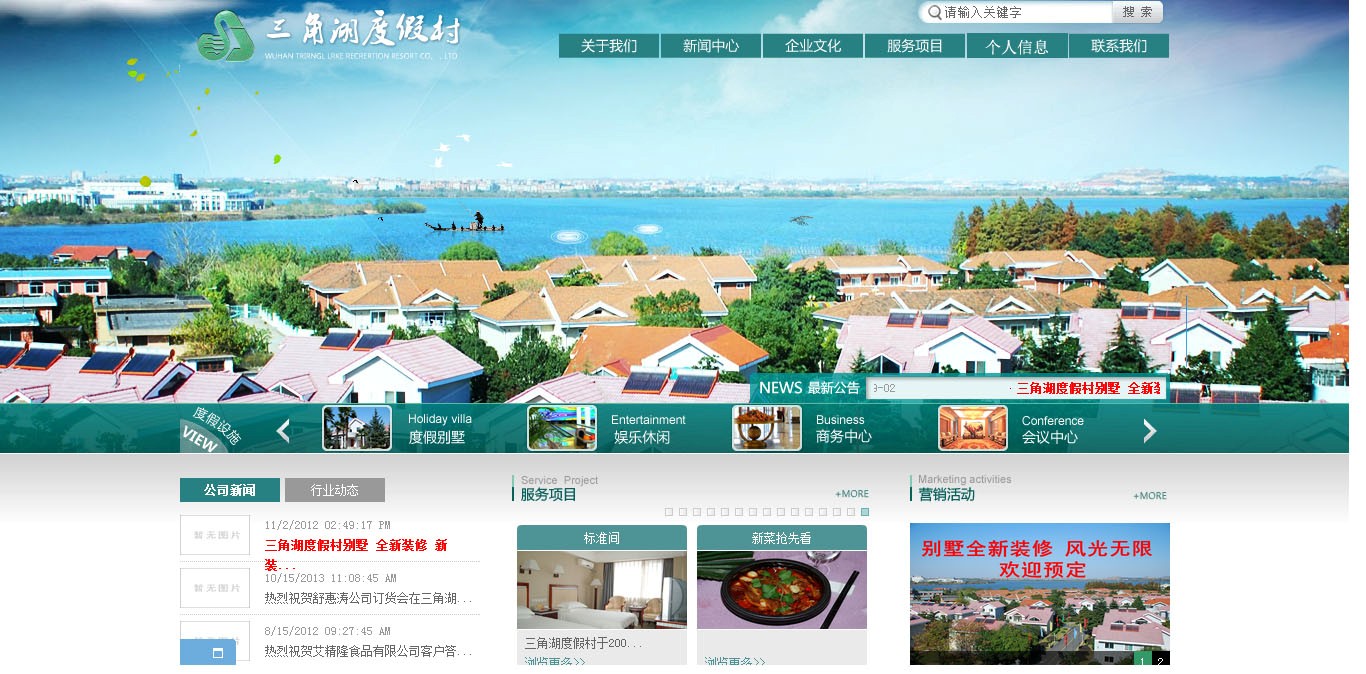 三角湖度假村
请输入关键字
搜 索
关于我们
新闻中心
企业文化
服务项目
个人信息
联系我们
NEWS 最新公告
3-02
· 三角湖度假村别墅 全新装
度假设施
VIEW
Holiday villa
度假别墅
Entertainment
娱乐休闲
Business
商务中心
Conference
会议中心
公司新闻
行业动态
暂无图片
11/2/2012 02:49:17 PM
三角湖度假村别墅 全新装修 新
装...
暂无图片
10/15/2013 11:08:45 AM
热烈祝贺舒惠涛公司订货会在三角湖...
8/15/2012 09:27:45 AM
热烈祝贺艾精隆食品有限公司客户答...
Service Project
服务项目
+MORE
标准间
三角湖度假村于200...
浏览更多>>
新菜抢先看
浏览更多>>
Marketing activities
营销活动
+MORE
别墅全新装修 风光无限
欢迎预定
1
2